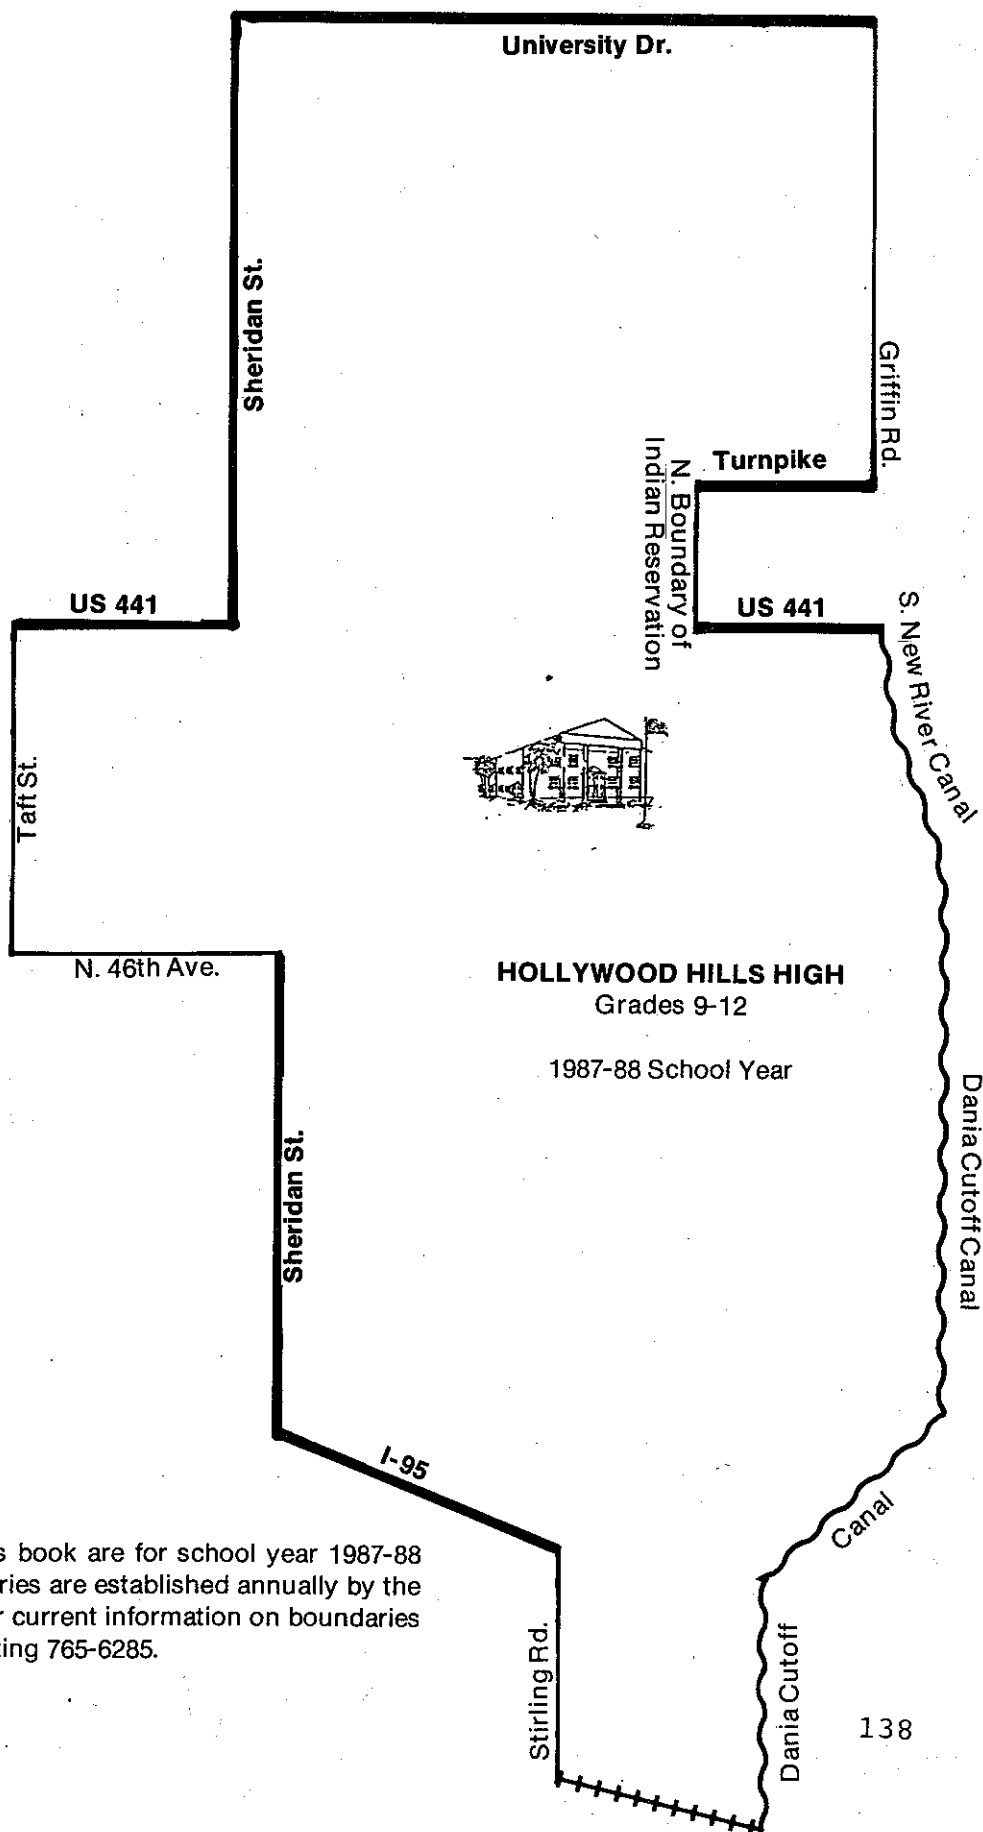 University Dr.
Sheridan St.
Griffin Rd.
Turnpike
N. Boundary of
Indian Reservation
US 441
US 441
S. New River Canal
Taft St.
N. 46th Ave.
HOLLYWOOD HILLS HIGH
Grades 9-12
1987-88 School Year
Dania Cutoff Canal
Sheridan St.
I-95
Canal
s book are for school year 1987-88
ries are established annually by the
r current information on boundaries
ting 765-6285.
Stirling Rd.
Dania Cutoff
138